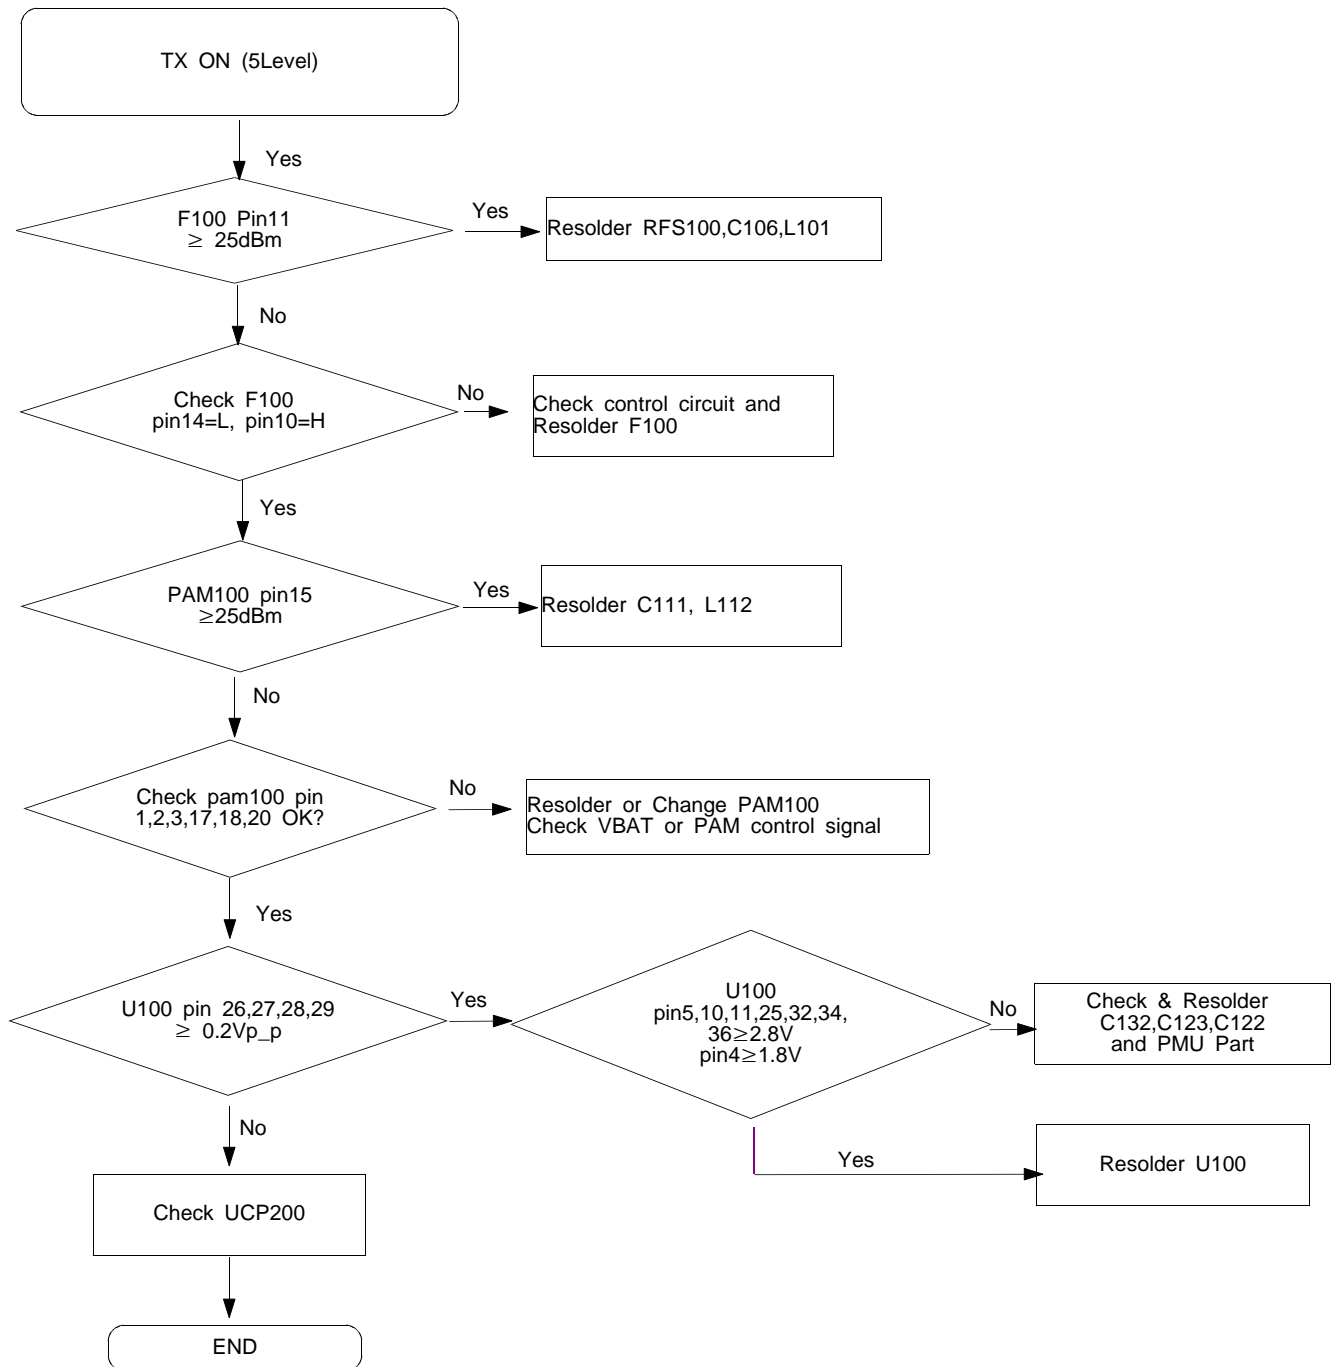 TX ON (5Level)
Yes
F100 Pin11
≥ 25dBm
Yes
Resolder RFS100,C106,L101
No
Check F100
pin14=L, pin10=H
No
Check control circuit and
Resolder F100
Yes
PAM100 pin15
≥25dBm
Yes
Resolder C111, L112
No
Check pam100 pin
1,2,3,17,18,20 OK?
No
Resolder or Change PAM100
Check VBAT or PAM control signal
Yes
U100 pin 26,27,28,29
≥ 0.2Vp_p
Yes
U100
pin5,10,11,25,32,34,
36≥2.8V
pin4≥1.8V
No
Check & Resolder
C132,C123,C122
and PMU Part
Yes
Resolder U100
No
Check UCP200
END